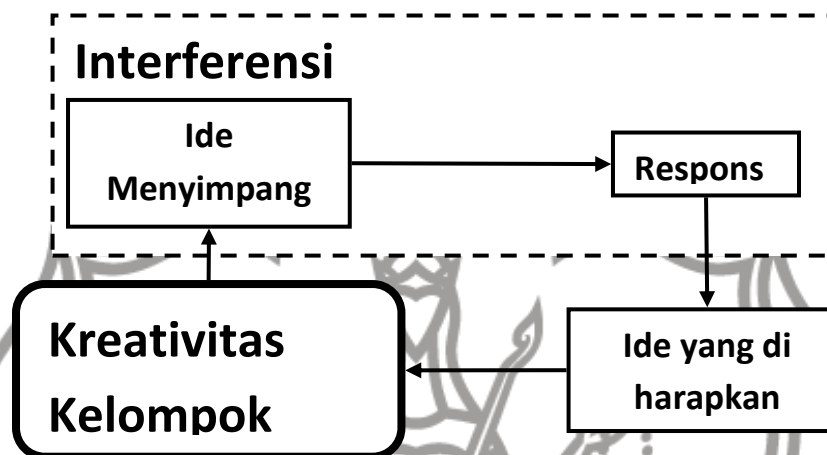 Interferensi
Ide
Menyimpang
Respons
Kreativitas
Kelompok
Ide yang di
harapkan